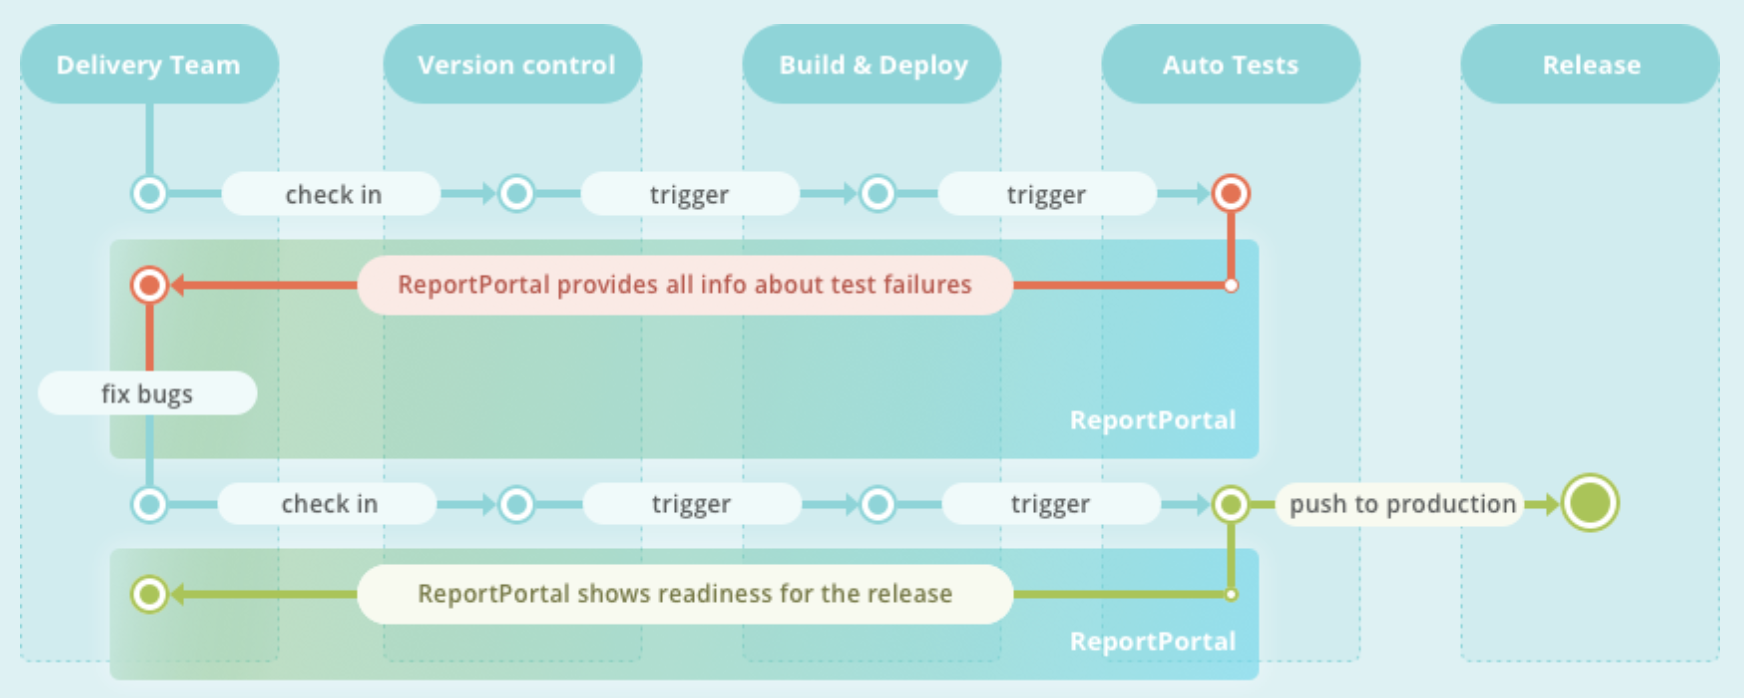 Delivery Team
Version control
Build & Deploy
Auto Tests
Release
check in
trigger
trigger
ReportPortal provides all info about test failures
fix bugs
ReportPortal
check in
trigger
trigger
push to production
ReportPortal shows readiness for the release
ReportPortal